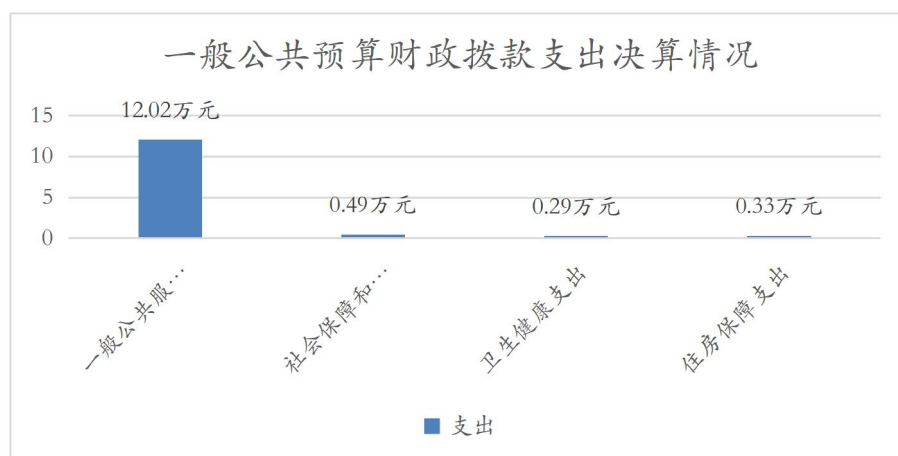 一般公共预算财政拨款支出决算情况
15
10
5
0
12.02万元
0.49万元
0.29万元
0.33万元
一般公共服…
社会保障和…
卫生健康支出
住房保障支出
支出